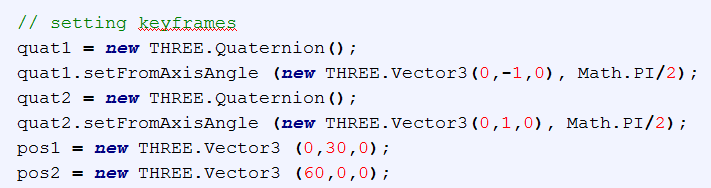 // setting keyframes
quat1 = new THREE.Quaternion();
quat1.setFromAxisAngle (new THREE.Vector3(0,-1,0), Math.PI/2);
quat2 = new THREE.Quaternion();
quat2.setFromAxisAngle (new THREE.Vector3(0,1,0), Math.PI/2);
pos1 = new THREE.Vector3 (0,30,0);
pos2 = new THREE.Vector3 (60,0,0);